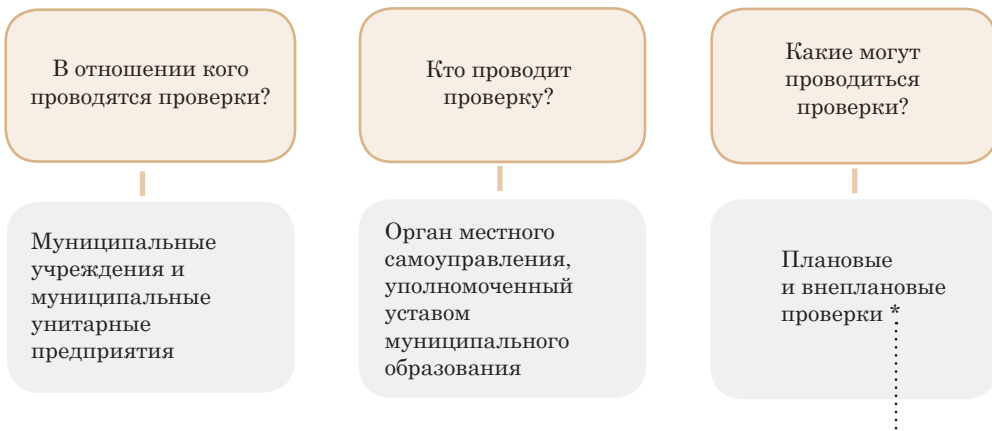 В отношении кого
проводятся проверки?
Муниципальные
учреждения и
муниципальные
унитарные
предприятия
Кто проводит
проверку?
Орган местного
самоуправления,
уполномоченный
уставом
муниципального
образования
Какие могут
проводиться
проверки?
Плановые
и внеплановые
проверки *